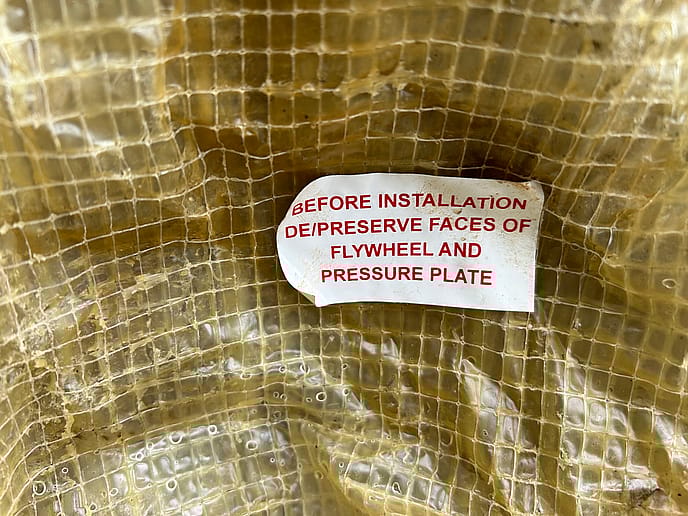 BEFORE INSTALLATION
DE/PRESERVE FACES OF
FLYWHEEL AND
PRESSURE PLATE